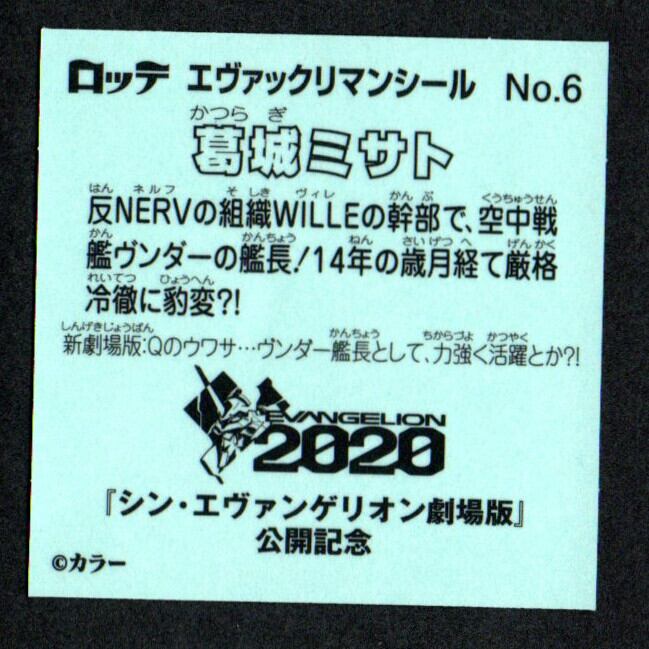 ロッテ エヴァックリマンシール No.6
かつら ぎ
葛城ミサト
はん ネルフ そ しき ヴィレ かん ぶ くうちゅうせん
反NERVの組織WILLEの幹部で、空中戦
かん かんちょう ねん さい げつ へ げん かく
艦ヴンダーの艦長!14年の歳月経て厳格
れいてつ ひょうへん
冷徹に豹変?!
しんげきじょうばん かんちょう ちからづよ かつやく
新劇場版:Qのウワサ…ヴンダー艦長として、力強く活躍とか?!
EVANGELION
2020
『シン・エヴァンゲリオン劇場版』
公開記念
©カラー